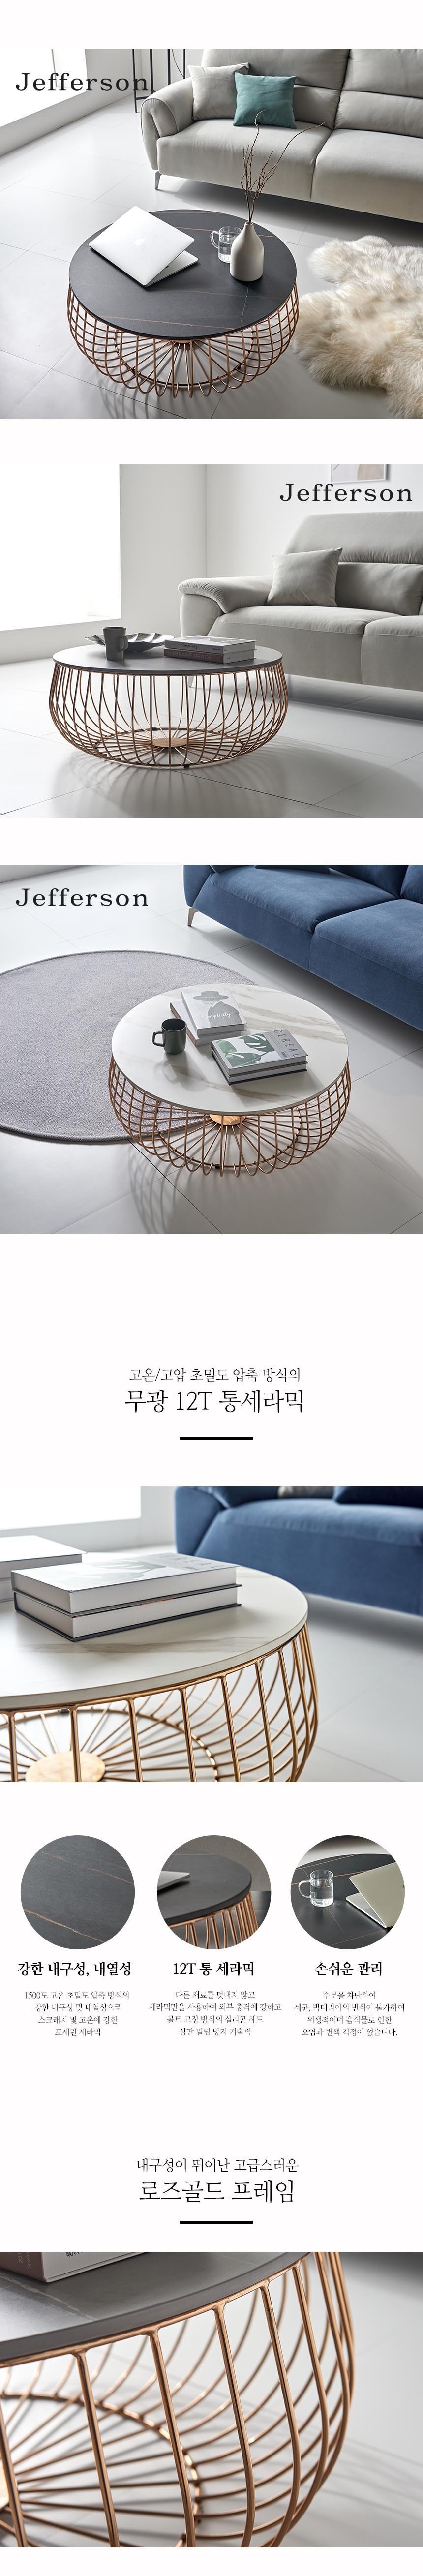 Jefferson
Jefferson
Jefferson
고온/고압 초밀도 압축 방식의
무광 12T 통세라믹
강한 내구성, 내열성
1500도 고온 초밀도 압축 방식의
강한 내구성 및 내열성으로
스크래치 및 고온에 강한
포세린 세라믹
12T 통 세라믹
다른 재료를 덧대지 않고
세라믹만을 사용하여 외부 충격에 강하고
볼트 고정 방식의 실리콘 헤드
상판 밀림 방지 기술력
손쉬운 관리
수분을 차단하여
세균, 박테리아의 번식이 불가하여
위생적이며 음식물로 인한
오염과 변색 걱정이 없습니다.
내구성이 뛰어난 고급스러운
로즈골드 프레임